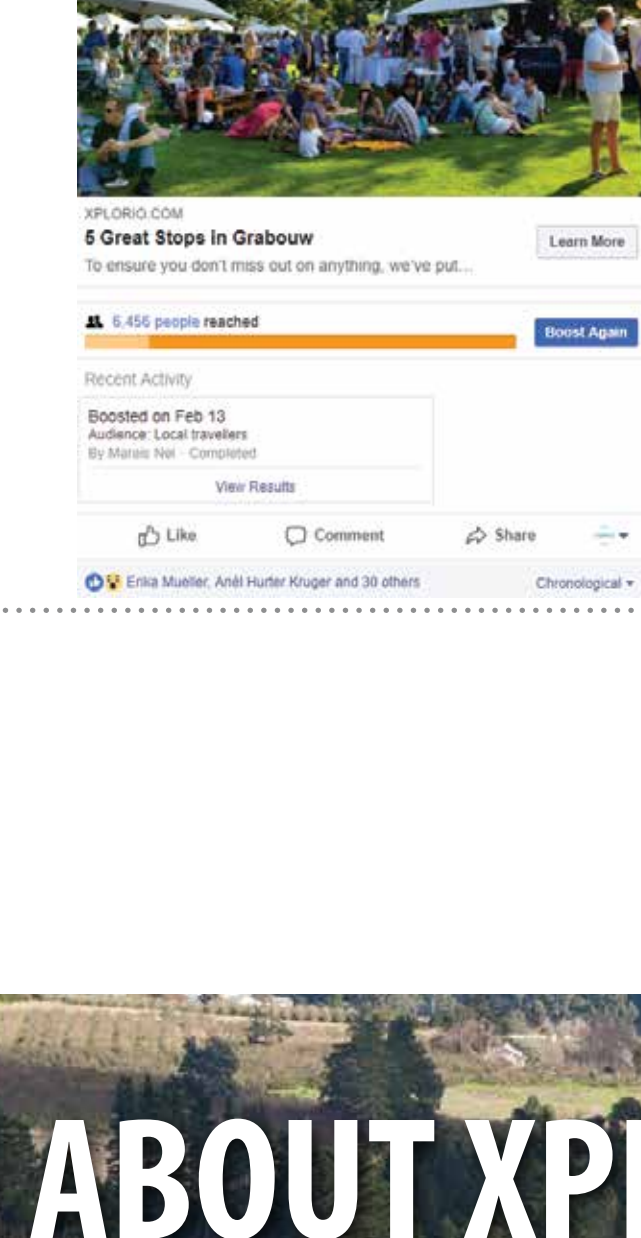 XPLORIO.COM
5 Great Stops in Grabouw
Learn More
To ensure you don't miss out on anything, we've put...
6,456 people reached
Boost Again
Recent Activity
Boosted on Feb 13
Audience: Local travellers
By Marais Nel · Completed
View Results
Like Comment Share
Erika Mueller, Anél Hurter Kruger and 30 others
Chronological
ABOUT XPL